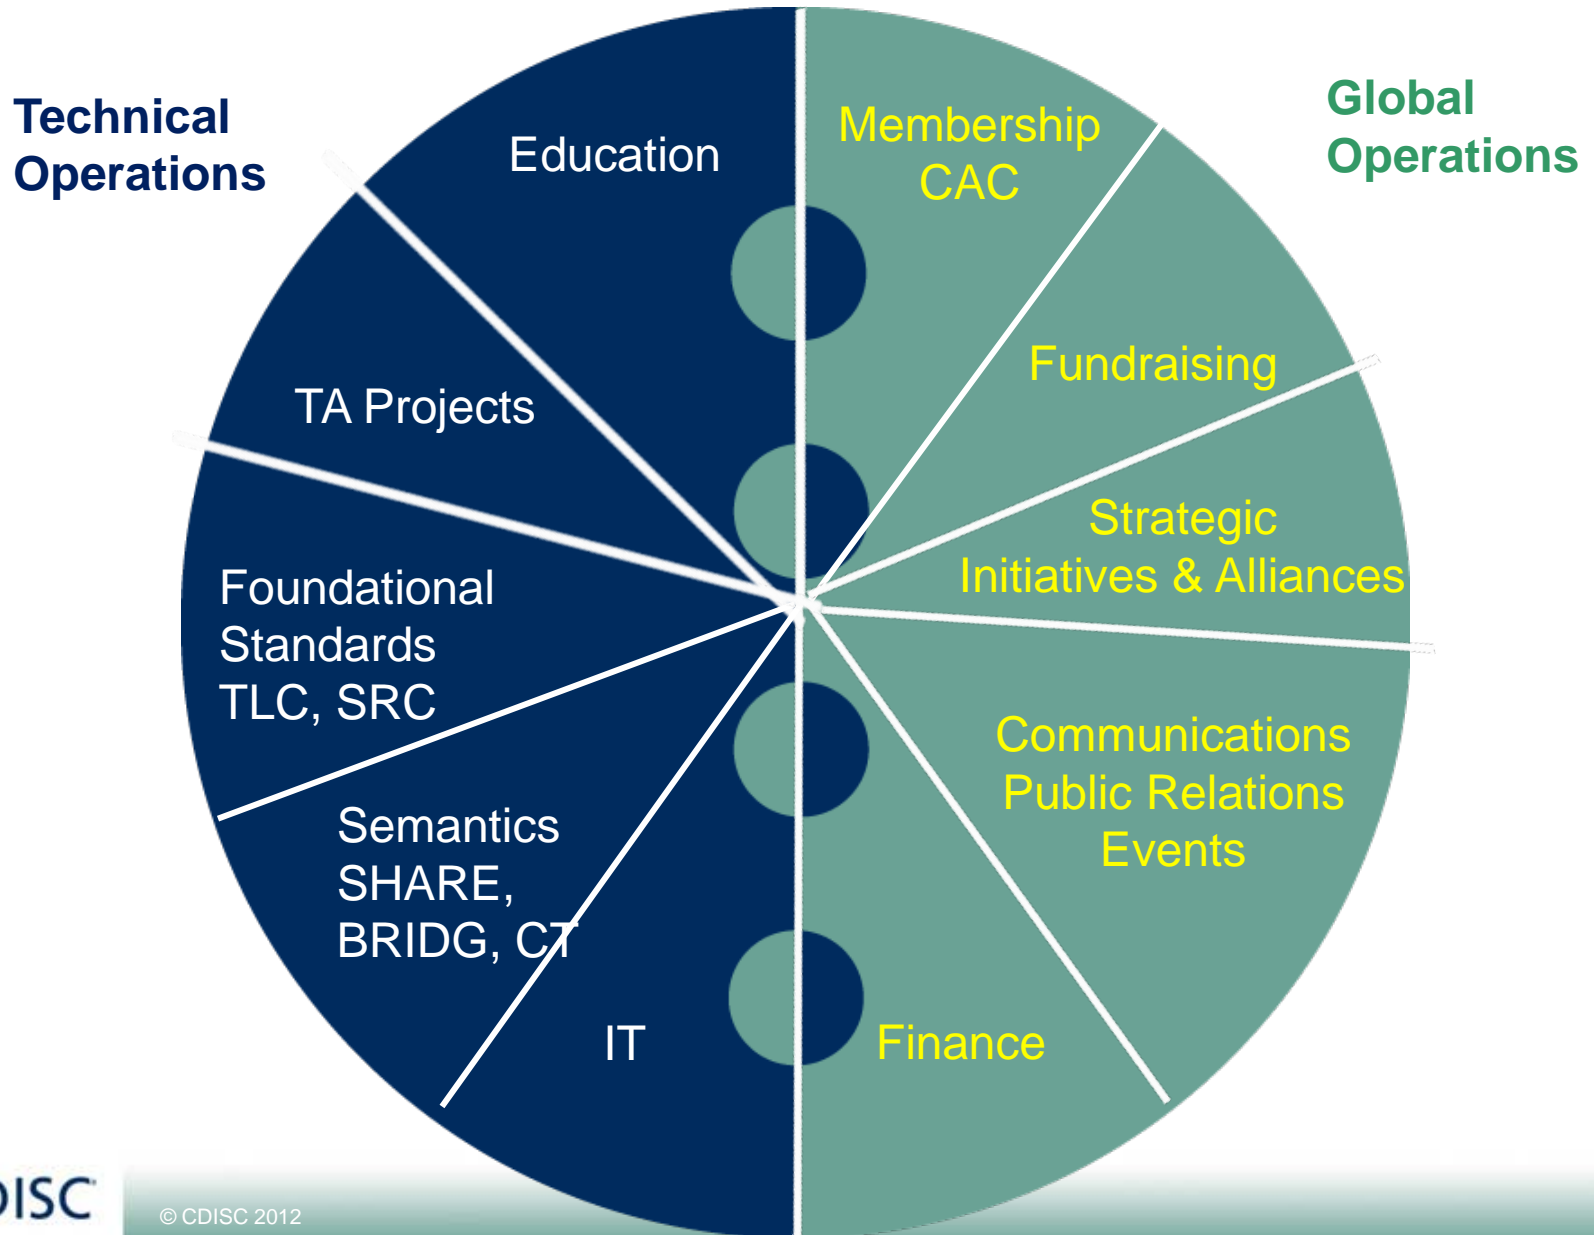 Technical
Operations
Global
Operations
Education
Membership
CAC
TA Projects
Fundraising
Strategic
Initiatives & Alliances
Foundational
Standards
TLC, SRC
Semantics
SHARE,
BRIDG, CT
Communications
Public Relations
Events
IT
Finance
DISC
© CDISC 2012